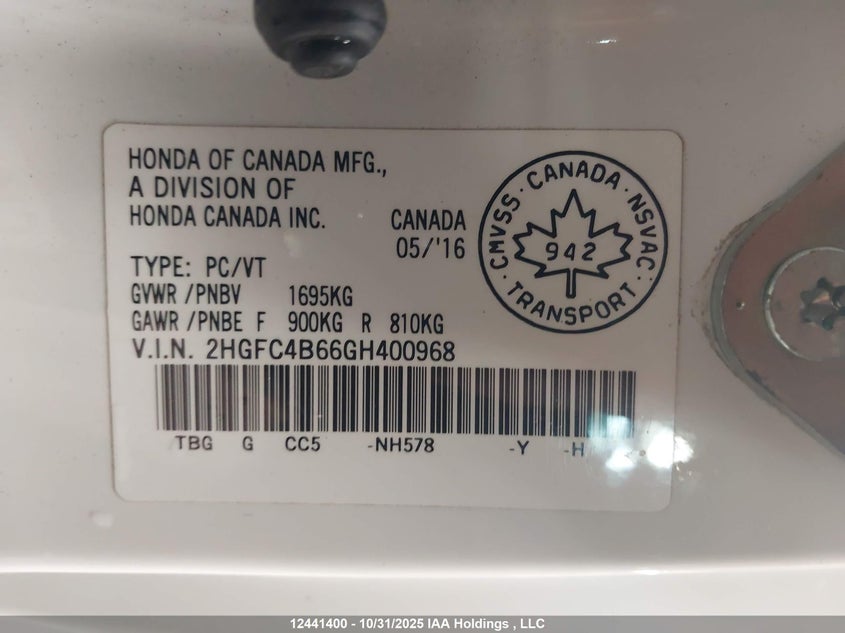 HONDA OF CANADA MFG.,
A DIVISION OF
HONDA CANADA INC.
CANADA
05/'16
TYPE: PC/VT
GVWR /PNBV 1695KG
GAWR /PNBE F 900KG R 810KG
V.I.N. 2HGFC4B66GH400968
TBG G CC5 -NH578 -Y -H
CMVSS · CANADA · NSVAC · TRANSPORT ·
942
12441400 - 10/31/2025 IAA Holdings , LLC